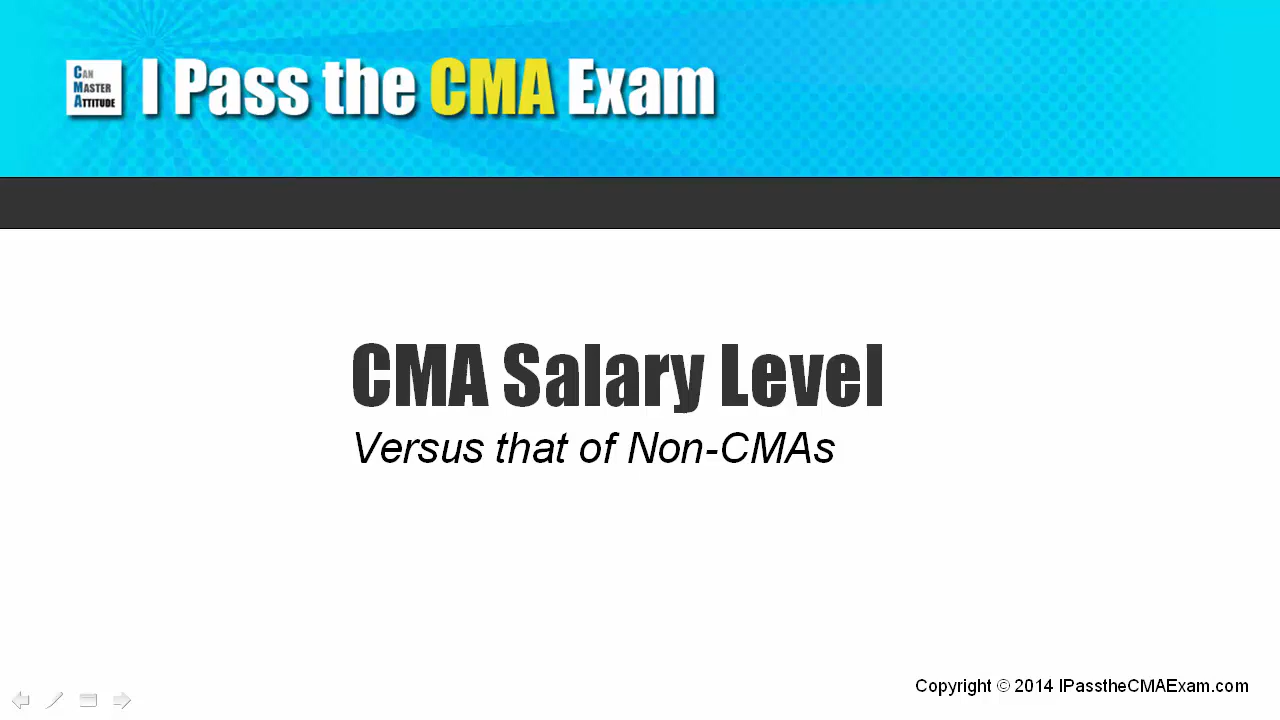 CAN
MASTER
ATTITUDE
I Pass the CMA Exam
CMA Salary Level
Versus that of Non-CMAs
Copyright © 2014 IPasstheCMAExam.com